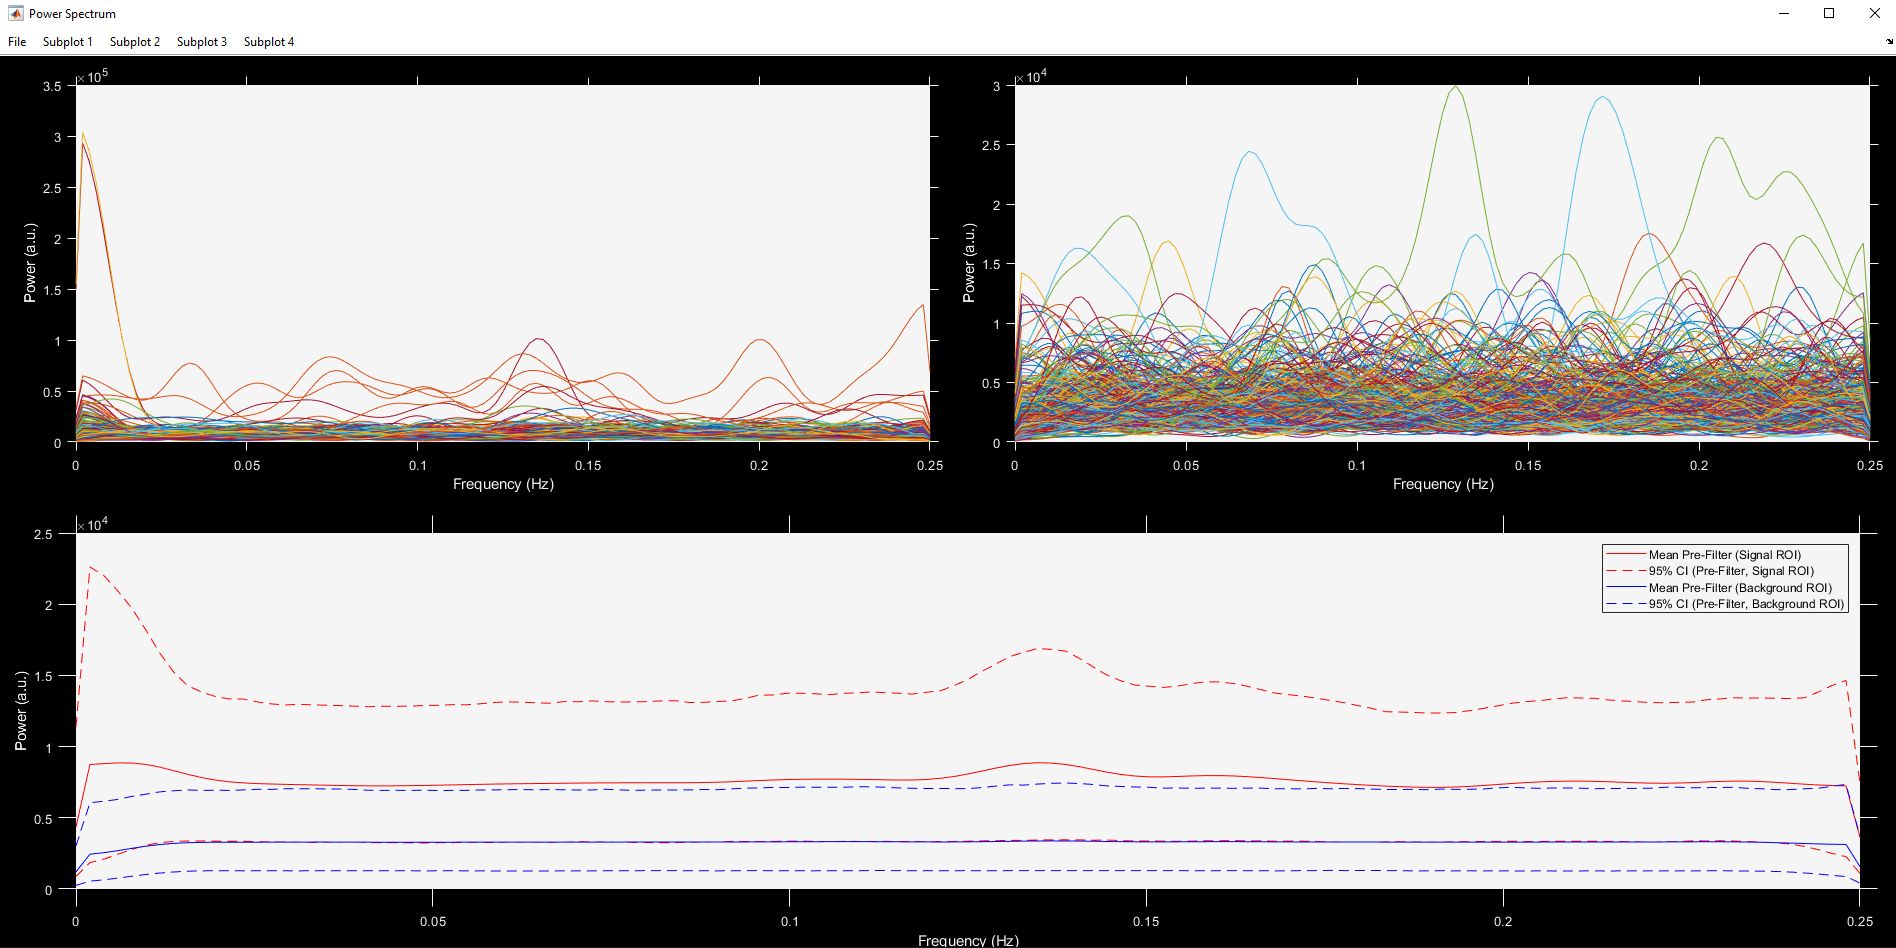 Power Spectrum
File Subplot 1 Subplot 2 Subplot 3 Subplot 4
×10^5
3.5
3
2.5
2
1.5
1
0.5
0
Power (a.u.)
0 0.05 0.1 0.15 0.2 0.25
Frequency (Hz)
×10^4
3
2.5
2
1.5
1
0.5
0
Power (a.u.)
0 0.05 0.1 0.15 0.2 0.25
Frequency (Hz)
×10^4
2.5
2
1.5
1
0.5
0
Power (a.u.)
Mean Pre-Filter (Signal ROI)
95% CI (Pre-Filter, Signal ROI)
Mean Pre-Filter (Background ROI)
95% CI (Pre-Filter, Background ROI)
0 0.05 0.1 0.15 0.2 0.25
Frequency (Hz)